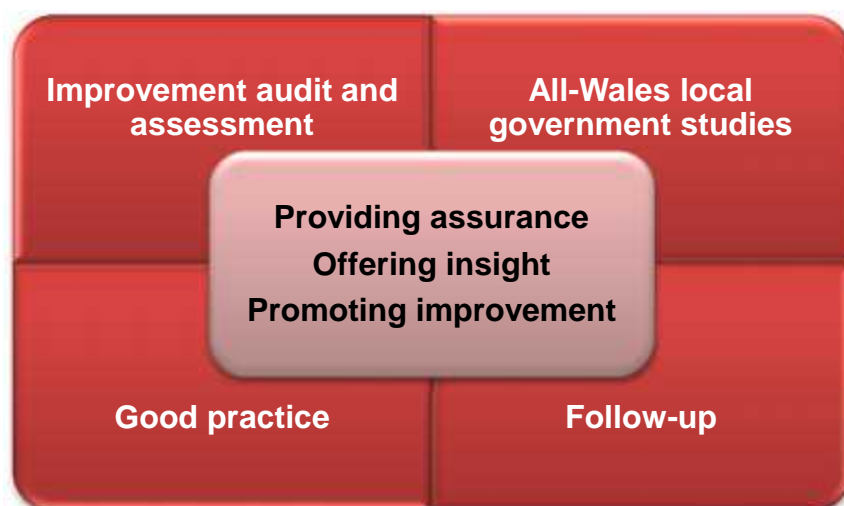 Improvement audit and
assessment
All-Wales local
government studies
Providing assurance
Offering insight
Promoting improvement
Good practice
Follow-up